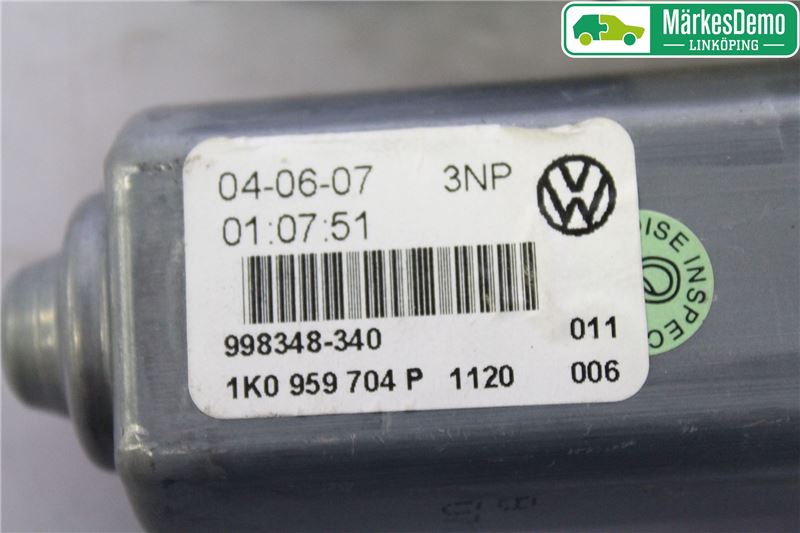 MärkesDemo
LINKÖPING
04-06-07 3NP
01:07:51
998348-340 011
1K0 959 704 P 1120 006